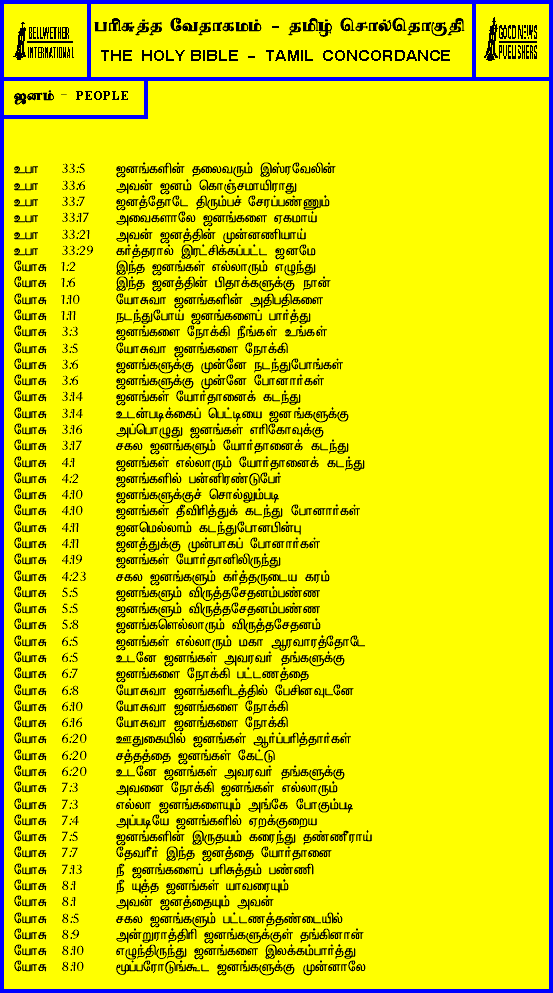 BELLWETHER
INTERNATIONAL
பரிசுத்த வேதாகமம் - தமிழ் சொல்தொகுதி
THE HOLY BIBLE - TAMIL CONCORDANCE
GOOD NEWS
PUBLISHERS
ஜனம் - PEOPLE
உபா 33:5 ஜனங்களின் தலைவரும் இஸ்ரவேலின்
உபா 33:6 அவன் ஜனம் கொஞ்சமாயிராது
உபா 33:7 ஜனத்தோடே திரும்பச் சேரப்பண்ணும்
உபா 33:17 அவைகளாலே ஜனங்களை ஏகமாய்
உபா 33:21 அவன் ஜனத்தின் முன்னணியாய்
உபா 33:29 கர்த்தரால் இரட்சிக்கப்பட்ட ஜனமே
யோசு 1:2 இந்த ஜனங்கள் எல்லாரும் எழுந்து
யோசு 1:6 இந்த ஜனத்தின் பிதாக்களுக்கு நான்
யோசு 1:10 யோசுவா ஜனங்களின் அதிபதிகளை
யோசு 1:11 நடந்துபோய் ஜனங்களைப் பார்த்து
யோசு 3:3 ஜனங்களை நோக்கி நீங்கள் உங்கள்
யோசு 3:5 யோசுவா ஜனங்களை நோக்கி
யோசு 3:6 ஜனங்களுக்கு முன்னே நடந்துபோங்கள்
யோசு 3:6 ஜனங்களுக்கு முன்னே போனார்கள்
யோசு 3:14 ஜனங்கள் யோர்தானைக் கடந்து
யோசு 3:14 உடன்படிக்கைப் பெட்டியை ஜனங்களுக்கு
யோசு 3:16 அப்பொழுது ஜனங்கள் எரிகோவுக்கு
யோசு 3:17 சகல ஜனங்களும் யோர்தானைக் கடந்து
யோசு 4:1 ஜனங்கள் எல்லாரும் யோர்தானைக் கடந்து
யோசு 4:2 ஜனங்களில் பன்னிரண்டுபேர்
யோசு 4:10 ஜனங்களுக்குச் சொல்லும்படி
யோசு 4:10 ஜனங்கள் தீவிரித்துக் கடந்து போனார்கள்
யோசு 4:11 ஜனமெல்லாம் கடந்துபோனபின்பு
யோசு 4:11 ஜனத்துக்கு முன்பாகப் போனார்கள்
யோசு 4:19 ஜனங்கள் யோர்தானிலிருந்து
யோசு 4:23 சகல ஜனங்களும் கர்த்தருடைய கரம்
யோசு 5:5 ஜனங்களும் விருத்தசேதனம்பண்ண
யோசு 5:5 ஜனங்களும் விருத்தசேதனம்பண்ண
யோசு 5:8 ஜனங்களெல்லாரும் விருத்தசேதனம்
யோசு 6:5 ஜனங்கள் எல்லாரும் மகா ஆரவாரத்தோடே
யோசு 6:5 உடனே ஜனங்கள் அவரவர் தங்களுக்கு
யோசு 6:7 ஜனங்களை நோக்கி பட்டணத்தை
யோசு 6:8 யோசுவா ஜனங்களிடத்தில் பேசினவுடனே
யோசு 6:10 யோசுவா ஜனங்களை நோக்கி
யோசு 6:16 யோசுவா ஜனங்களை நோக்கி
யோசு 6:20 ஊதுகையில் ஜனங்கள் ஆர்ப்பரித்தார்கள்
யோசு 6:20 சத்தத்தை ஜனங்கள் கேட்டு
யோசு 6:20 உடனே ஜனங்கள் அவரவர் தங்களுக்கு
யோசு 7:3 அவனை நோக்கி ஜனங்கள் எல்லாரும்
யோசு 7:3 எல்லா ஜனங்களையும் அங்கே போகும்படி
யோசு 7:4 அப்படியே ஜனங்களில் ஏறக்குறைய
யோசு 7:5 ஜனங்களின் இருதயம் கரைந்து தண்ணீராய்
யோசு 7:7 தேவரீர் இந்த ஜனத்தை யோர்தானை
யோசு 7:13 நீ ஜனங்களைப் பரிசுத்தம் பண்ணி
யோசு 8:1 நீ யுத்த ஜனங்கள் யாவரையும்
யோசு 8:1 அவன் ஜனத்தையும் அவன்
யோசு 8:5 சகல ஜனங்களும் பட்டணத்தண்டையில்
யோசு 8:9 அன்றுராத்திரி ஜனங்களுக்குள் தங்கினான்
யோசு 8:10 எழுந்திருந்து ஜனங்களை இலக்கம்பார்த்து
யோசு 8:10 மூப்பரோடுங்கூட ஜனங்களுக்கு முன்னாலே